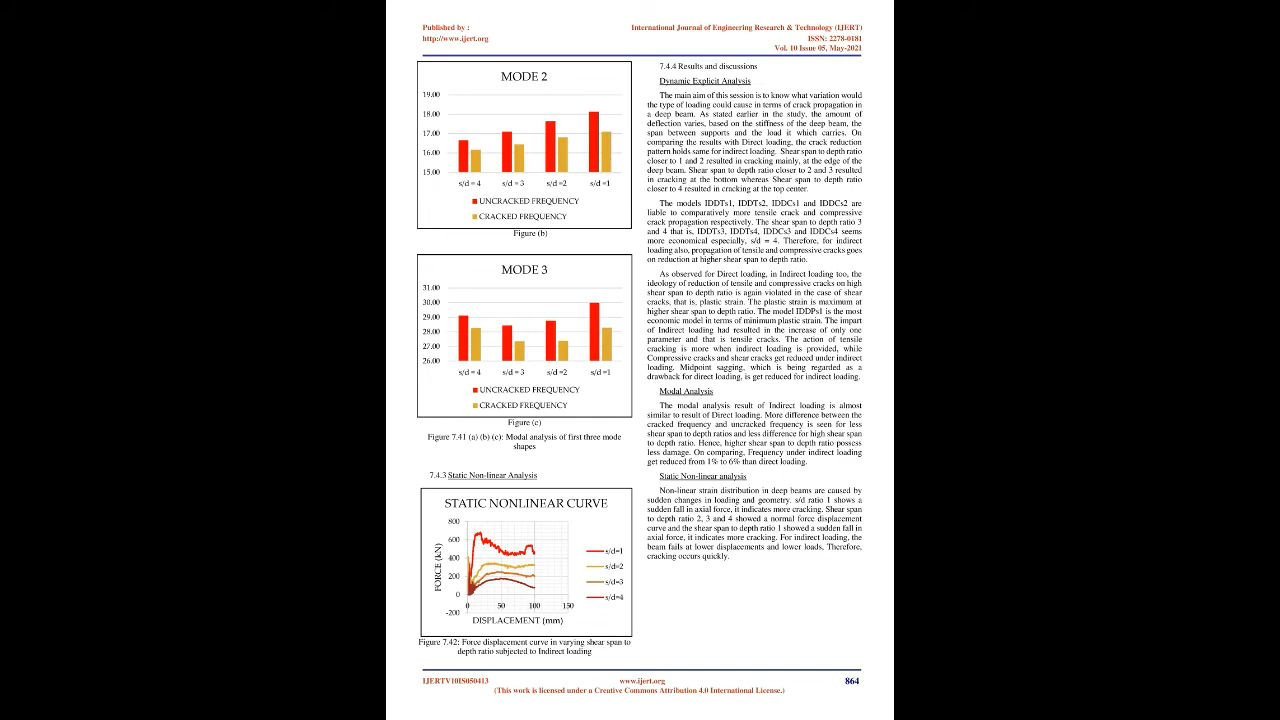 Published by :
http://www.ijert.org
International Journal of Engineering Research & Technology (IJERT)
ISSN: 2278-0181
Vol. 10 Issue 05, May-2021
MODE 2
19.00
18.00
17.00
16.00
15.00
s/d = 4 s/d = 3 s/d =2 s/d =1
UNCRACKED FREQUENCY
CRACKED FREQUENCY
Figure (b)
MODE 3
31.00
30.00
29.00
28.00
27.00
26.00
s/d = 4 s/d = 3 s/d =2 s/d =1
UNCRACKED FREQUENCY
CRACKED FREQUENCY
Figure (c)
Figure 7.41 (a) (b) (c): Modal analysis of first three mode
shapes
7.4.3 Static Non-linear Analysis
STATIC NONLINEAR CURVE
FORCE (kN)
800
600
400
200
0
-200
0 50 100 150
DISPLACEMENT (mm)
s/d=1
s/d=2
s/d=3
s/d=4
Figure 7.42: Force displacement curve in varying shear span to
depth ratio subjected to Indirect loading
7.4.4 Results and discussions
Dynamic Explicit Analysis
The main aim of this session is to know what variation would
the type of loading could cause in terms of crack propagation in
a deep beam. As stated earlier in the study, the amount of
deflection varies, based on the stiffness of the deep beam, the
span between supports and the load it which carries. On
comparing the results with Direct loading, the crack reduction
pattern holds same for indirect loading. Shear span to depth ratio
closer to 1 and 2 resulted in cracking mainly, at the edge of the
deep beam. Shear span to depth ratio closer to 2 and 3 resulted
in cracking at the bottom whereas Shear span to depth ratio
closer to 4 resulted in cracking at the top center.
The models IDDTs1, IDDTs2, IDDCs1 and IDDCs2 are
liable to comparatively more tensile crack and compressive
crack propagation respectively. The shear span to depth ratio 3
and 4 that is, IDDTs3, IDDTs4, IDDCs3 and IDDCs4 seems
more economical especially, s/d = 4. Therefore, for indirect
loading also, propagation of tensile and compressive cracks goes
on reduction at higher shear span to depth ratio.
As observed for Direct loading, in Indirect loading too, the
ideology of reduction of tensile and compressive cracks on high
shear span to depth ratio is again violated in the case of shear
cracks, that is, plastic strain. The plastic strain is maximum at
higher shear span to depth ratio. The model IDDPs1 is the most
economic model in terms of minimum plastic strain. The impart
of Indirect loading had resulted in the increase of only one
parameter and that is tensile cracks. The action of tensile
cracking is more when indirect loading is provided, while
Compressive cracks and shear cracks get reduced under indirect
loading. Midpoint sagging, which is being regarded as a
drawback for direct loading, is get reduced for indirect loading.
Modal Analysis
The modal analysis result of Indirect loading is almost
similar to result of Direct loading. More difference between the
cracked frequency and uncracked frequency is seen for less
shear span to depth ratios and less difference for high shear span
to depth ratio. Hence, higher shear span to depth ratio possess
less damage. On comparing, Frequency under indirect loading
get reduced from 1% to 6% than direct loading.
Static Non-linear analysis
Non-linear strain distribution in deep beams are caused by
sudden changes in loading and geometry. s/d ratio 1 shows a
sudden fall in axial force, it indicates more cracking. Shear span
to depth ratio 2, 3 and 4 showed a normal force displacement
curve and the shear span to depth ratio 1 showed a sudden fall in
axial force, it indicates more cracking. For indirect loading, the
beam fails at lower displacements and lower loads, Therefore,
cracking occurs quickly.
IJERTV10IS050413
www.ijert.org
864
(This work is licensed under a Creative Commons Attribution 4.0 International License.)